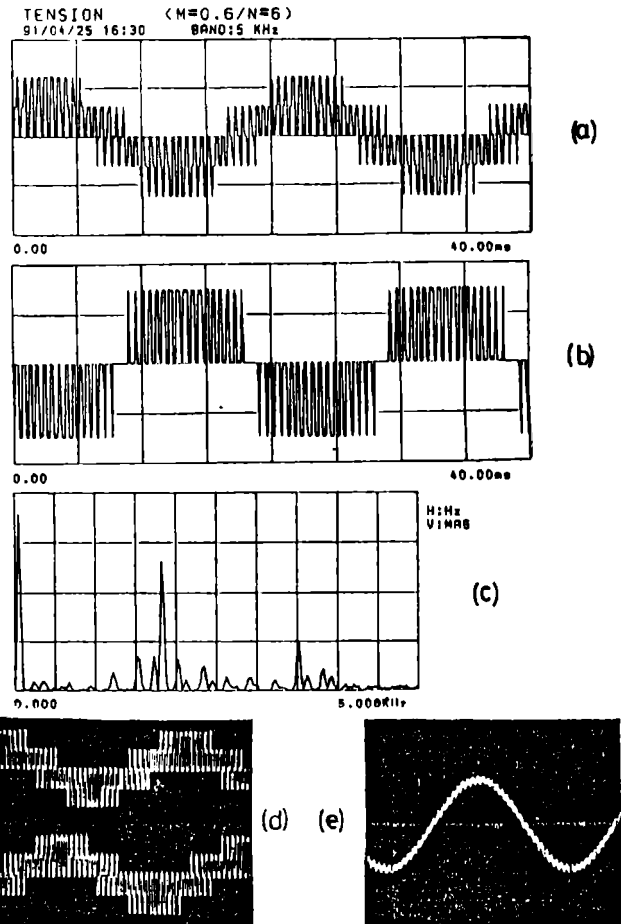 TENSION (M=0.6/N=6)
91/04/25 16:30 BAND:5 KHz
(a)
0.00 40.00ms
(b)
0.00 40.00ms
H:Hz
V:MAG
(c)
0.000 5.000KHz
(d) (e)